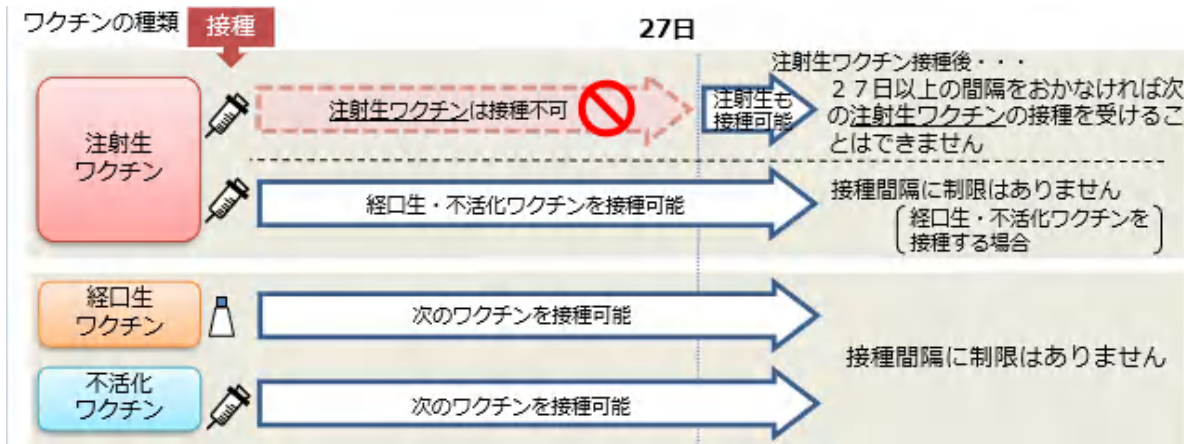 ワクチンの種類
接種
27日
注射生
ワクチン
注射生ワクチンは接種不可
注射生も
接種可能
注射生ワクチン接種後・・・
２７日以上の間隔をおかなければ次
の注射生ワクチンの接種を受けるこ
とはできません
経口生・不活化ワクチンを接種可能
接種間隔に制限はありません
経口生・不活化ワクチンを
接種する場合
経口生
ワクチン
次のワクチンを接種可能
接種間隔に制限はありません
不活化
ワクチン
次のワクチンを接種可能